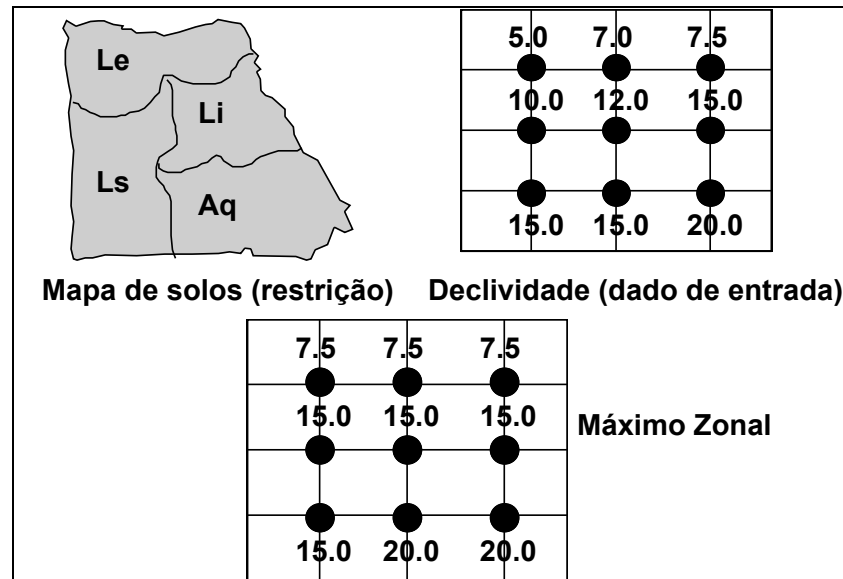 Le
Li
Ls
Aq
5.0 7.0 7.5
10.0 12.0 15.0
15.0 15.0 20.0
Mapa de solos (restrição)
Declividade (dado de entrada)
7.5 7.5 7.5
15.0 15.0 15.0
15.0 20.0 20.0
Máximo Zonal